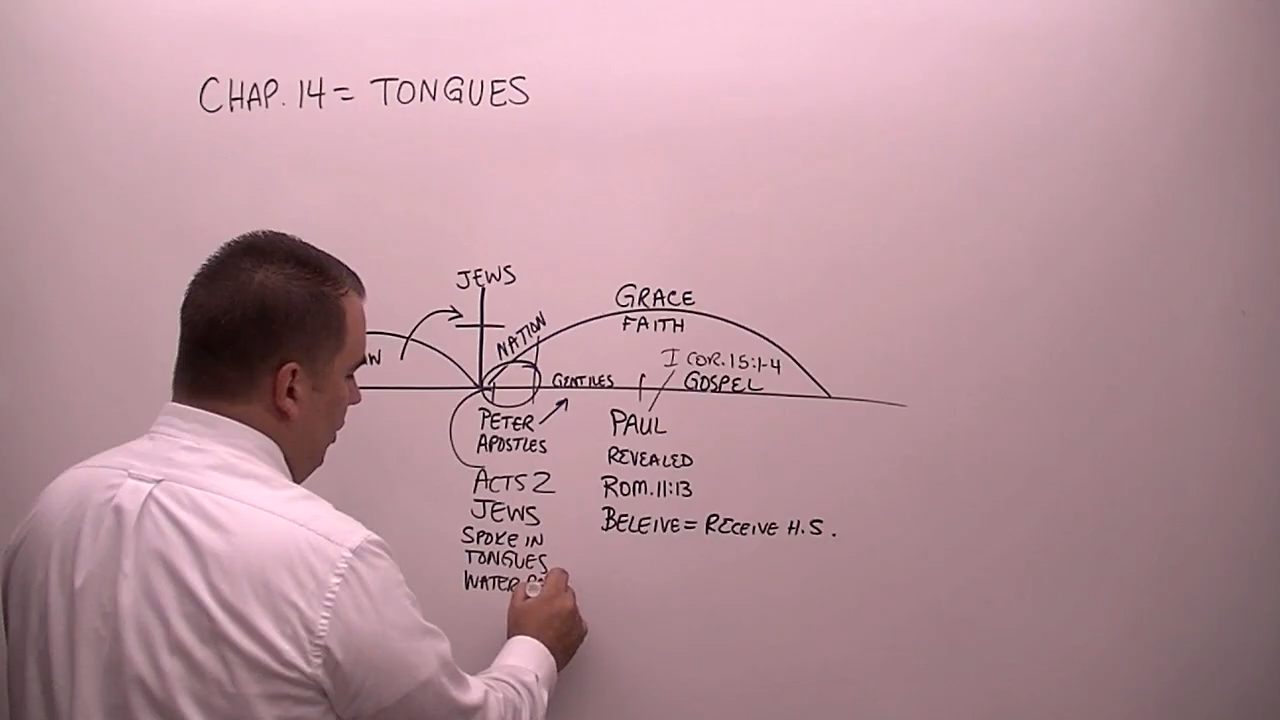 CHAP. 14 = TONGUES
JEWS
NATION
GRACE
FAITH
GENTILES
I COR. 15:1-4
GOSPEL
PETER
APOSTLES
ACTS 2
JEWS
SPOKE IN
TONGUES
WATER
PAUL
REVEALED
ROM. 11:13
BELEIVE = RECEIVE H.S.